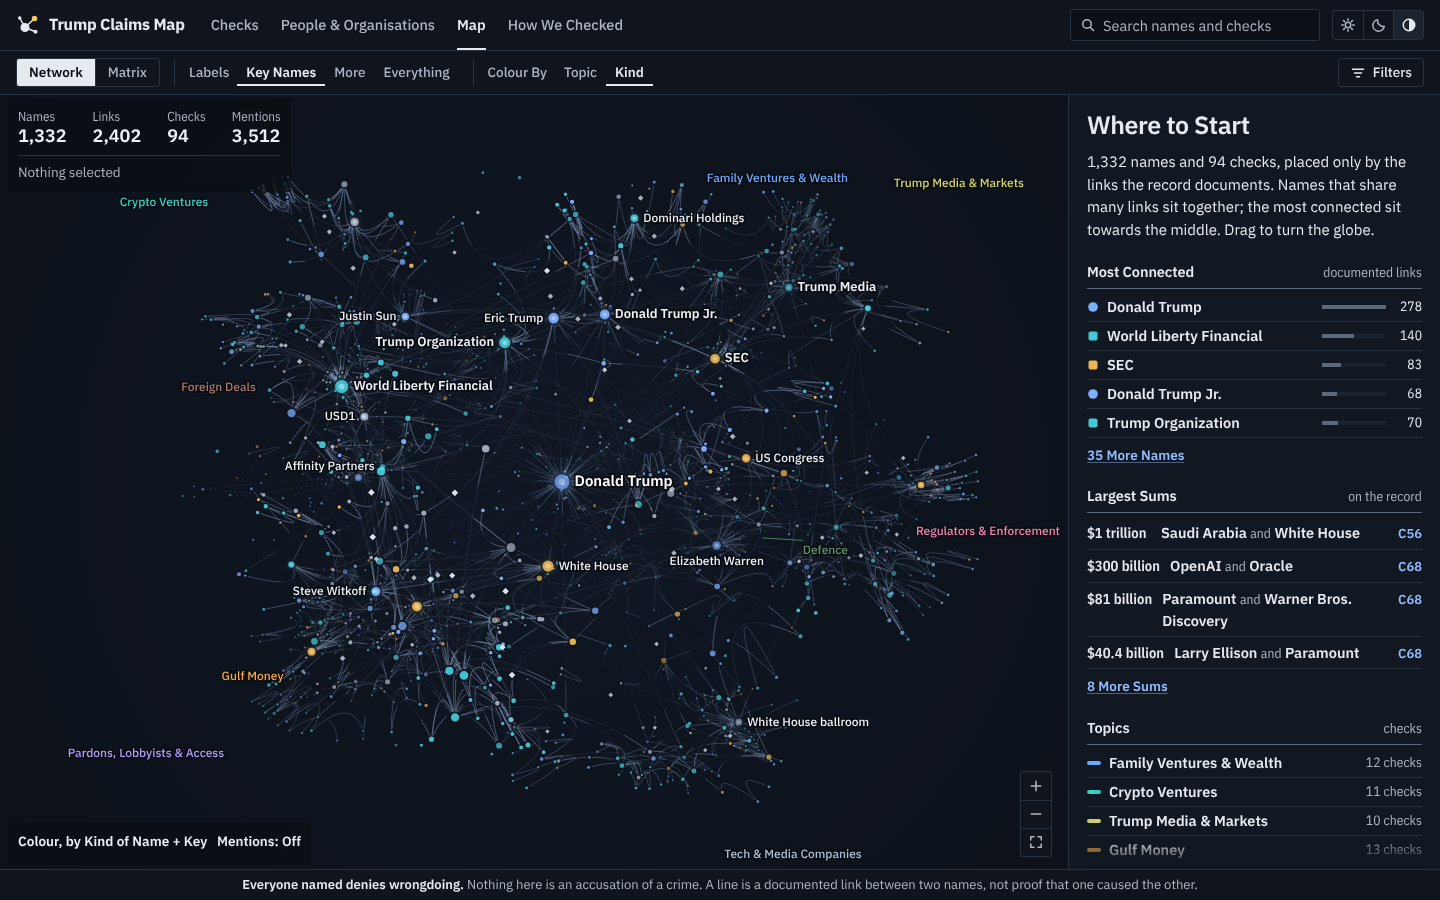 Trump Claims Map
Checks
People & Organisations
Map
How We Checked
Search names and checks
Network
Matrix
Labels
Key Names
More
Everything
Colour By
Topic
Kind
Filters
Names
Links
Checks
Mentions
1,332
2,402
94
3,512
Nothing selected
Crypto Ventures
Family Ventures & Wealth
Trump Media & Markets
Dominari Holdings
Trump Media
Justin Sun
Eric Trump
Donald Trump Jr.
Trump Organization
SEC
Foreign Deals
World Liberty Financial
USD1
Affinity Partners
US Congress
Donald Trump
Regulators & Enforcement
Defence
Elizabeth Warren
White House
Steve Witkoff
Gulf Money
White House ballroom
Pardons, Lobbyists & Access
Tech & Media Companies
Colour, by Kind of Name + Key
Mentions: Off
Where to Start
1,332 names and 94 checks, placed only by the
links the record documents. Names that share
many links sit together; the most connected sit
towards the middle. Drag to turn the globe.
Most Connected
documented links
Donald Trump
278
World Liberty Financial
140
SEC
83
Donald Trump Jr.
68
Trump Organization
70
35 More Names
Largest Sums
on the record
$1 trillion Saudi Arabia and White House C56
$300 billion OpenAI and Oracle C68
$81 billion Paramount and Warner Bros. C68
Discovery
$40.4 billion Larry Ellison and Paramount C68
8 More Sums
Topics
checks
Family Ventures & Wealth 12 checks
Crypto Ventures 11 checks
Trump Media & Markets 10 checks
Gulf Money 13 checks
Everyone named denies wrongdoing. Nothing here is an accusation of a crime. A line is a documented link between two names, not proof that one caused the other.